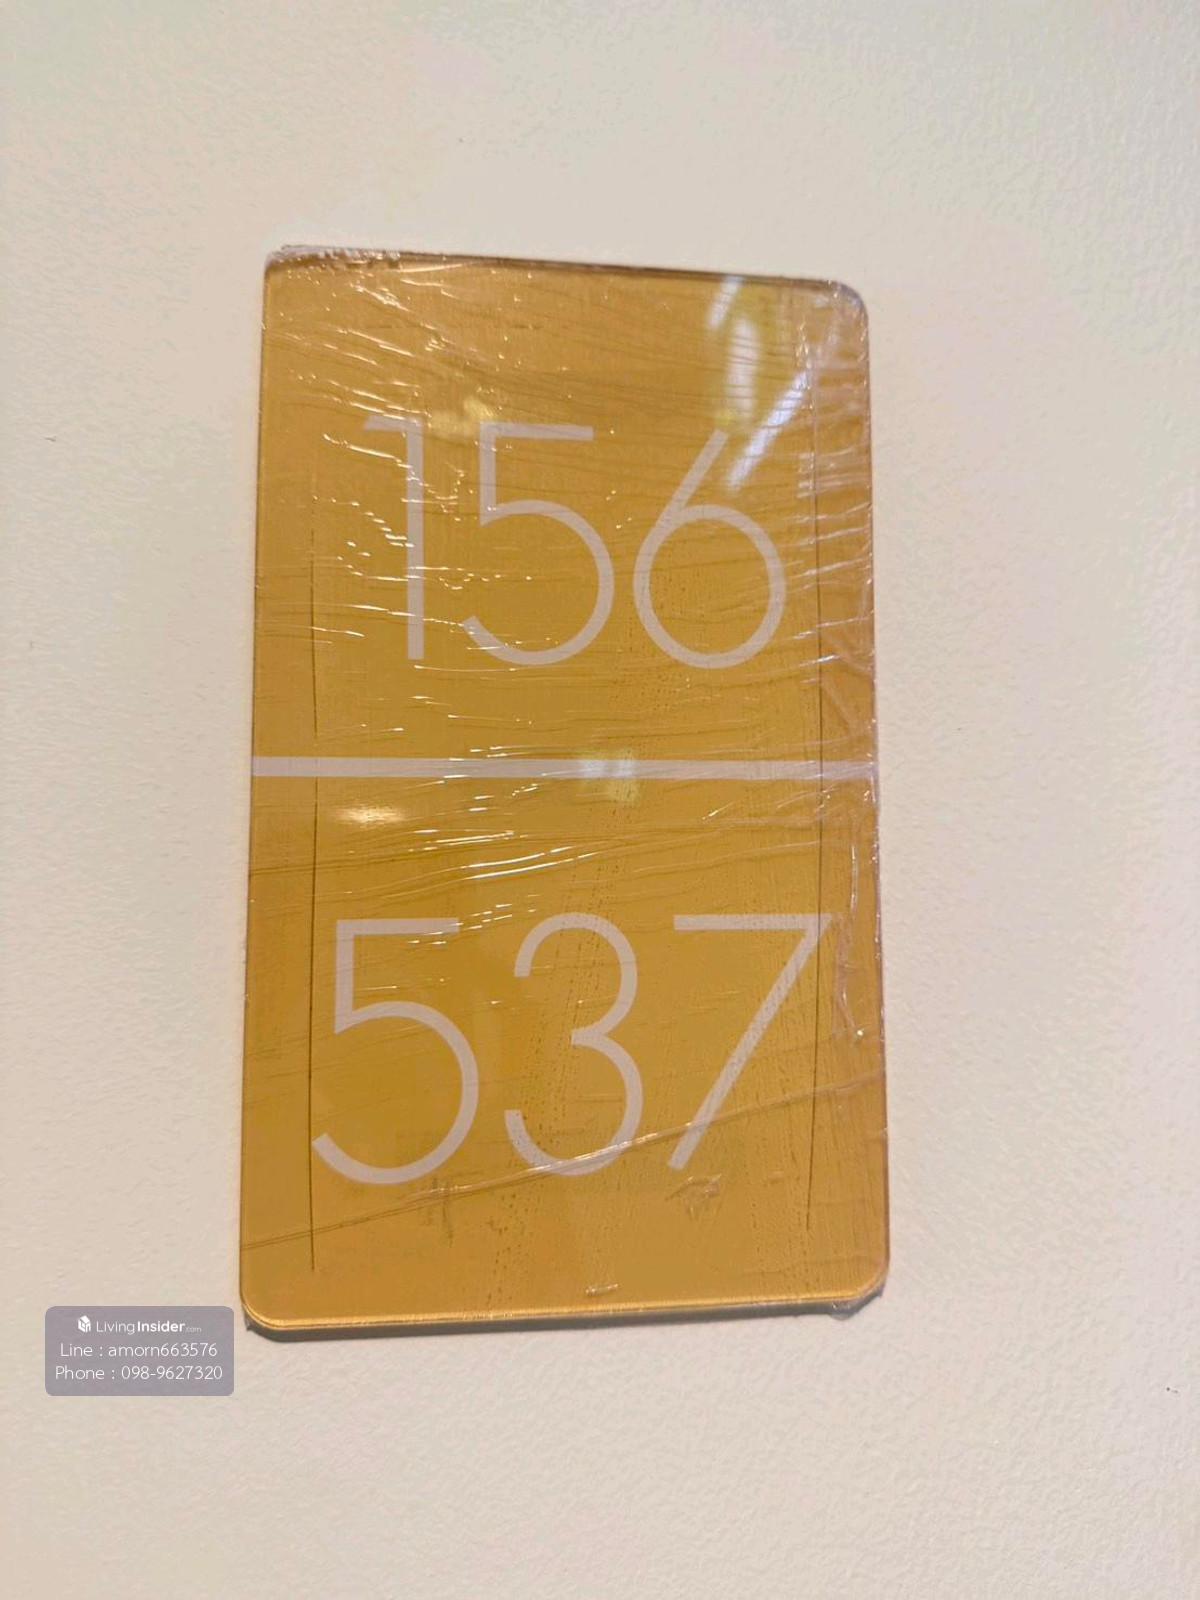 156
537
LivingInsider.com
Line : amorn663576
Phone : 098-9627320